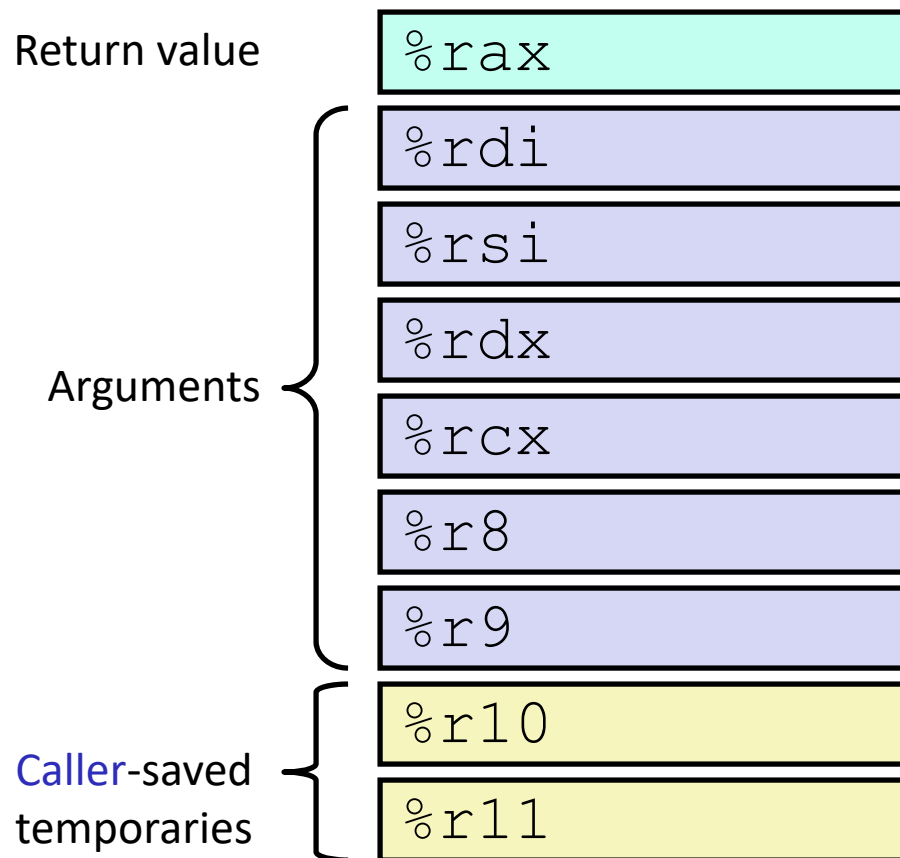 Return value
%rax
%rdi
%rsi
%rdx
Arguments
%rcx
%r8
%r9
%r10
Caller-saved
temporaries
%r11